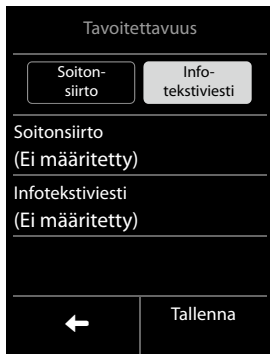 Tavoitettavuus
Soiton-
siirto
Info-
tekstiviesti
Soitonsiirto
(Ei määritetty)
Infotekstiviesti
(Ei määritetty)
Tallenna